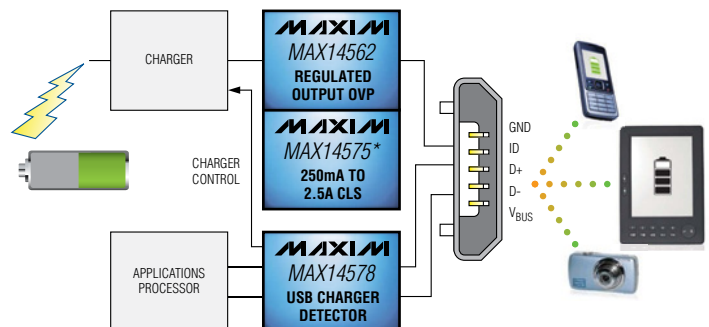 CHARGER
MAXIM
MAX14562
REGULATED
OUTPUT OVP
MAXIM
MAX14575*
250mA TO
2.5A CLS
CHARGER
CONTROL
APPLICATIONS
PROCESSOR
MAXIM
MAX14578
USB CHARGER
DETECTOR
GND
ID
D+
D-
VBUS